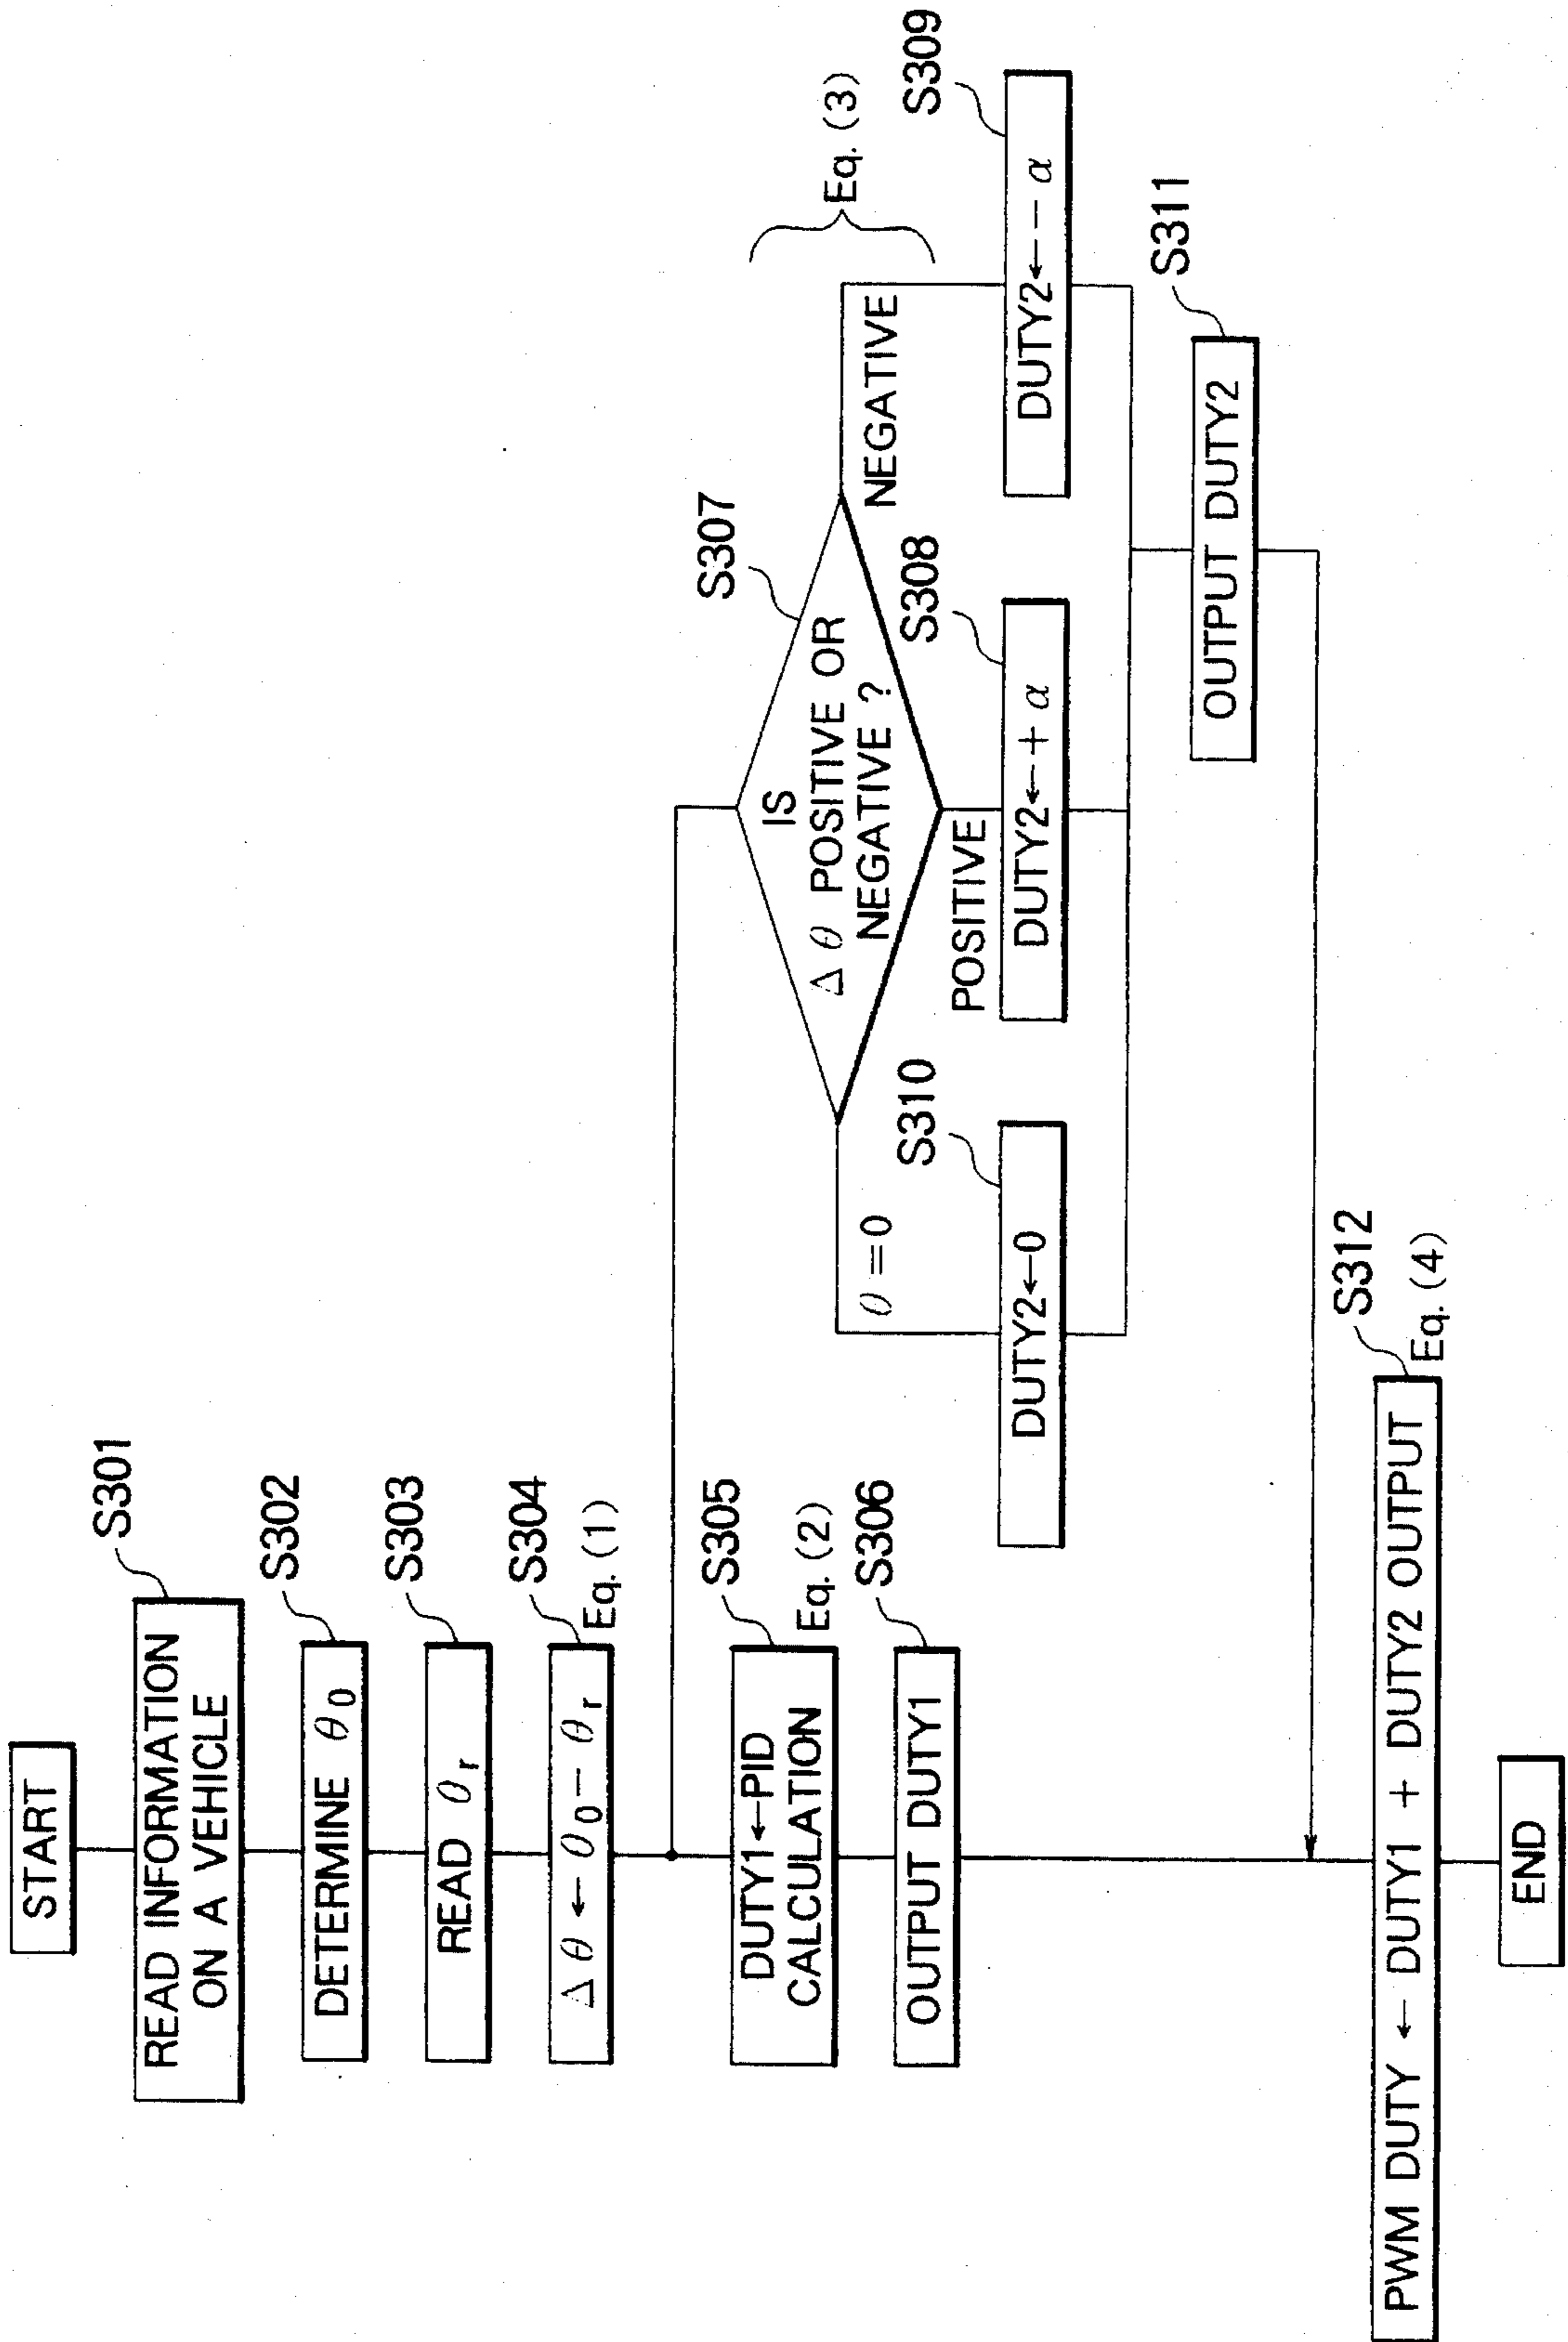 START
S301
READ INFORMATION
ON A VEHICLE
S302
DETERMINE θ0
S303
READ θr
S304
Δθ ← θ0 − θr
Eq. (1)
S305
DUTY1←PID
CALCULATION
Eq. (2)
S306
OUTPUT DUTY1
S307
IS
Δθ POSITIVE OR
NEGATIVE ?
Eq. (3)
θ=0
POSITIVE
NEGATIVE
S310
DUTY2←0
S308
DUTY2←+α
S309
DUTY2←−α
S311
OUTPUT DUTY2
S312
Eq. (4)
PWM DUTY ← DUTY1 + DUTY2 OUTPUT
END